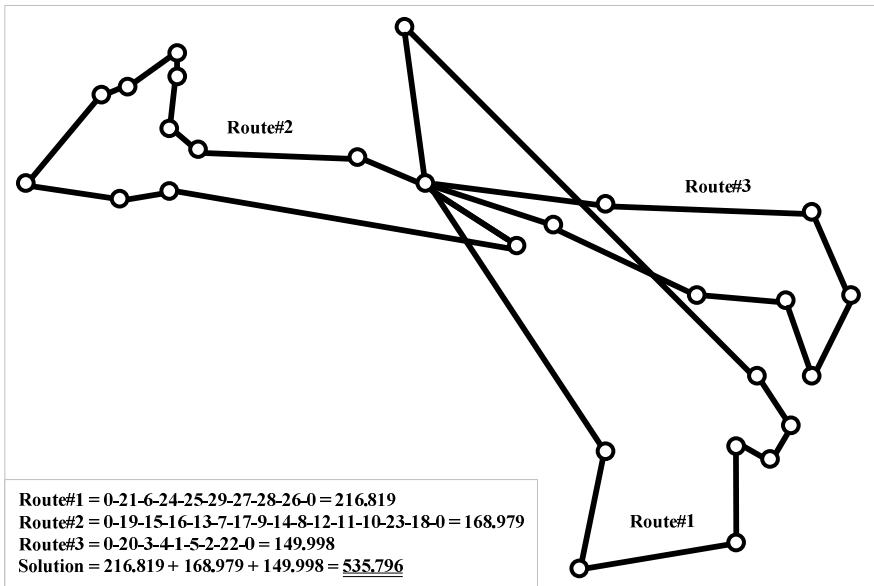 Route#2
Route#3
Route#1
Route#1 = 0-21-6-24-25-29-27-28-26-0 = 216.819
Route#2 = 0-19-15-16-13-7-17-9-14-8-12-11-10-23-18-0 = 168.979
Route#3 = 0-20-3-4-1-5-2-22-0 = 149.998
Solution = 216.819 + 168.979 + 149.998 = 535.796